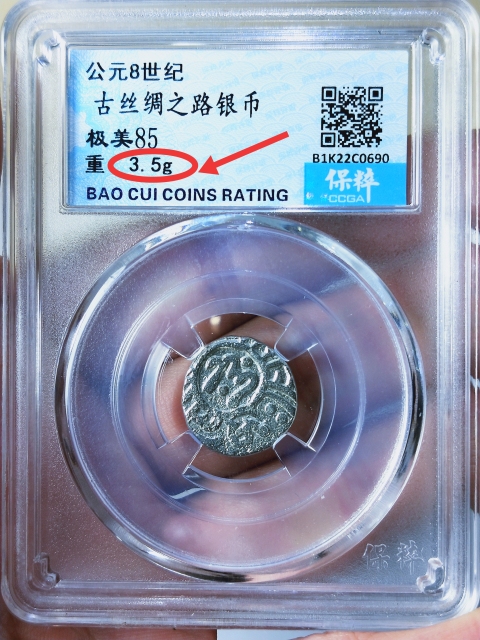 公元8世纪
古丝绸之路银币
极美85
重 3.5g
BAO CUI COINS RATING
B1K22C0690
保粹
CCGA
保粹